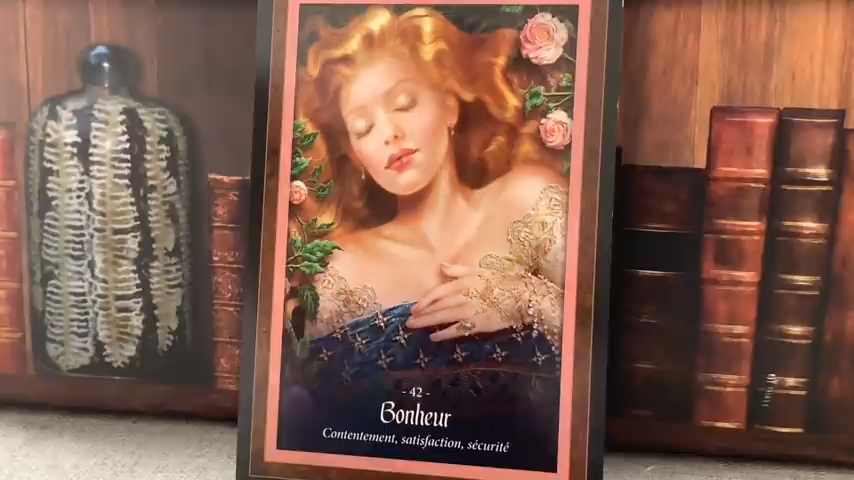 - 42 -
Bonheur
Contentement, satisfaction, sécurité